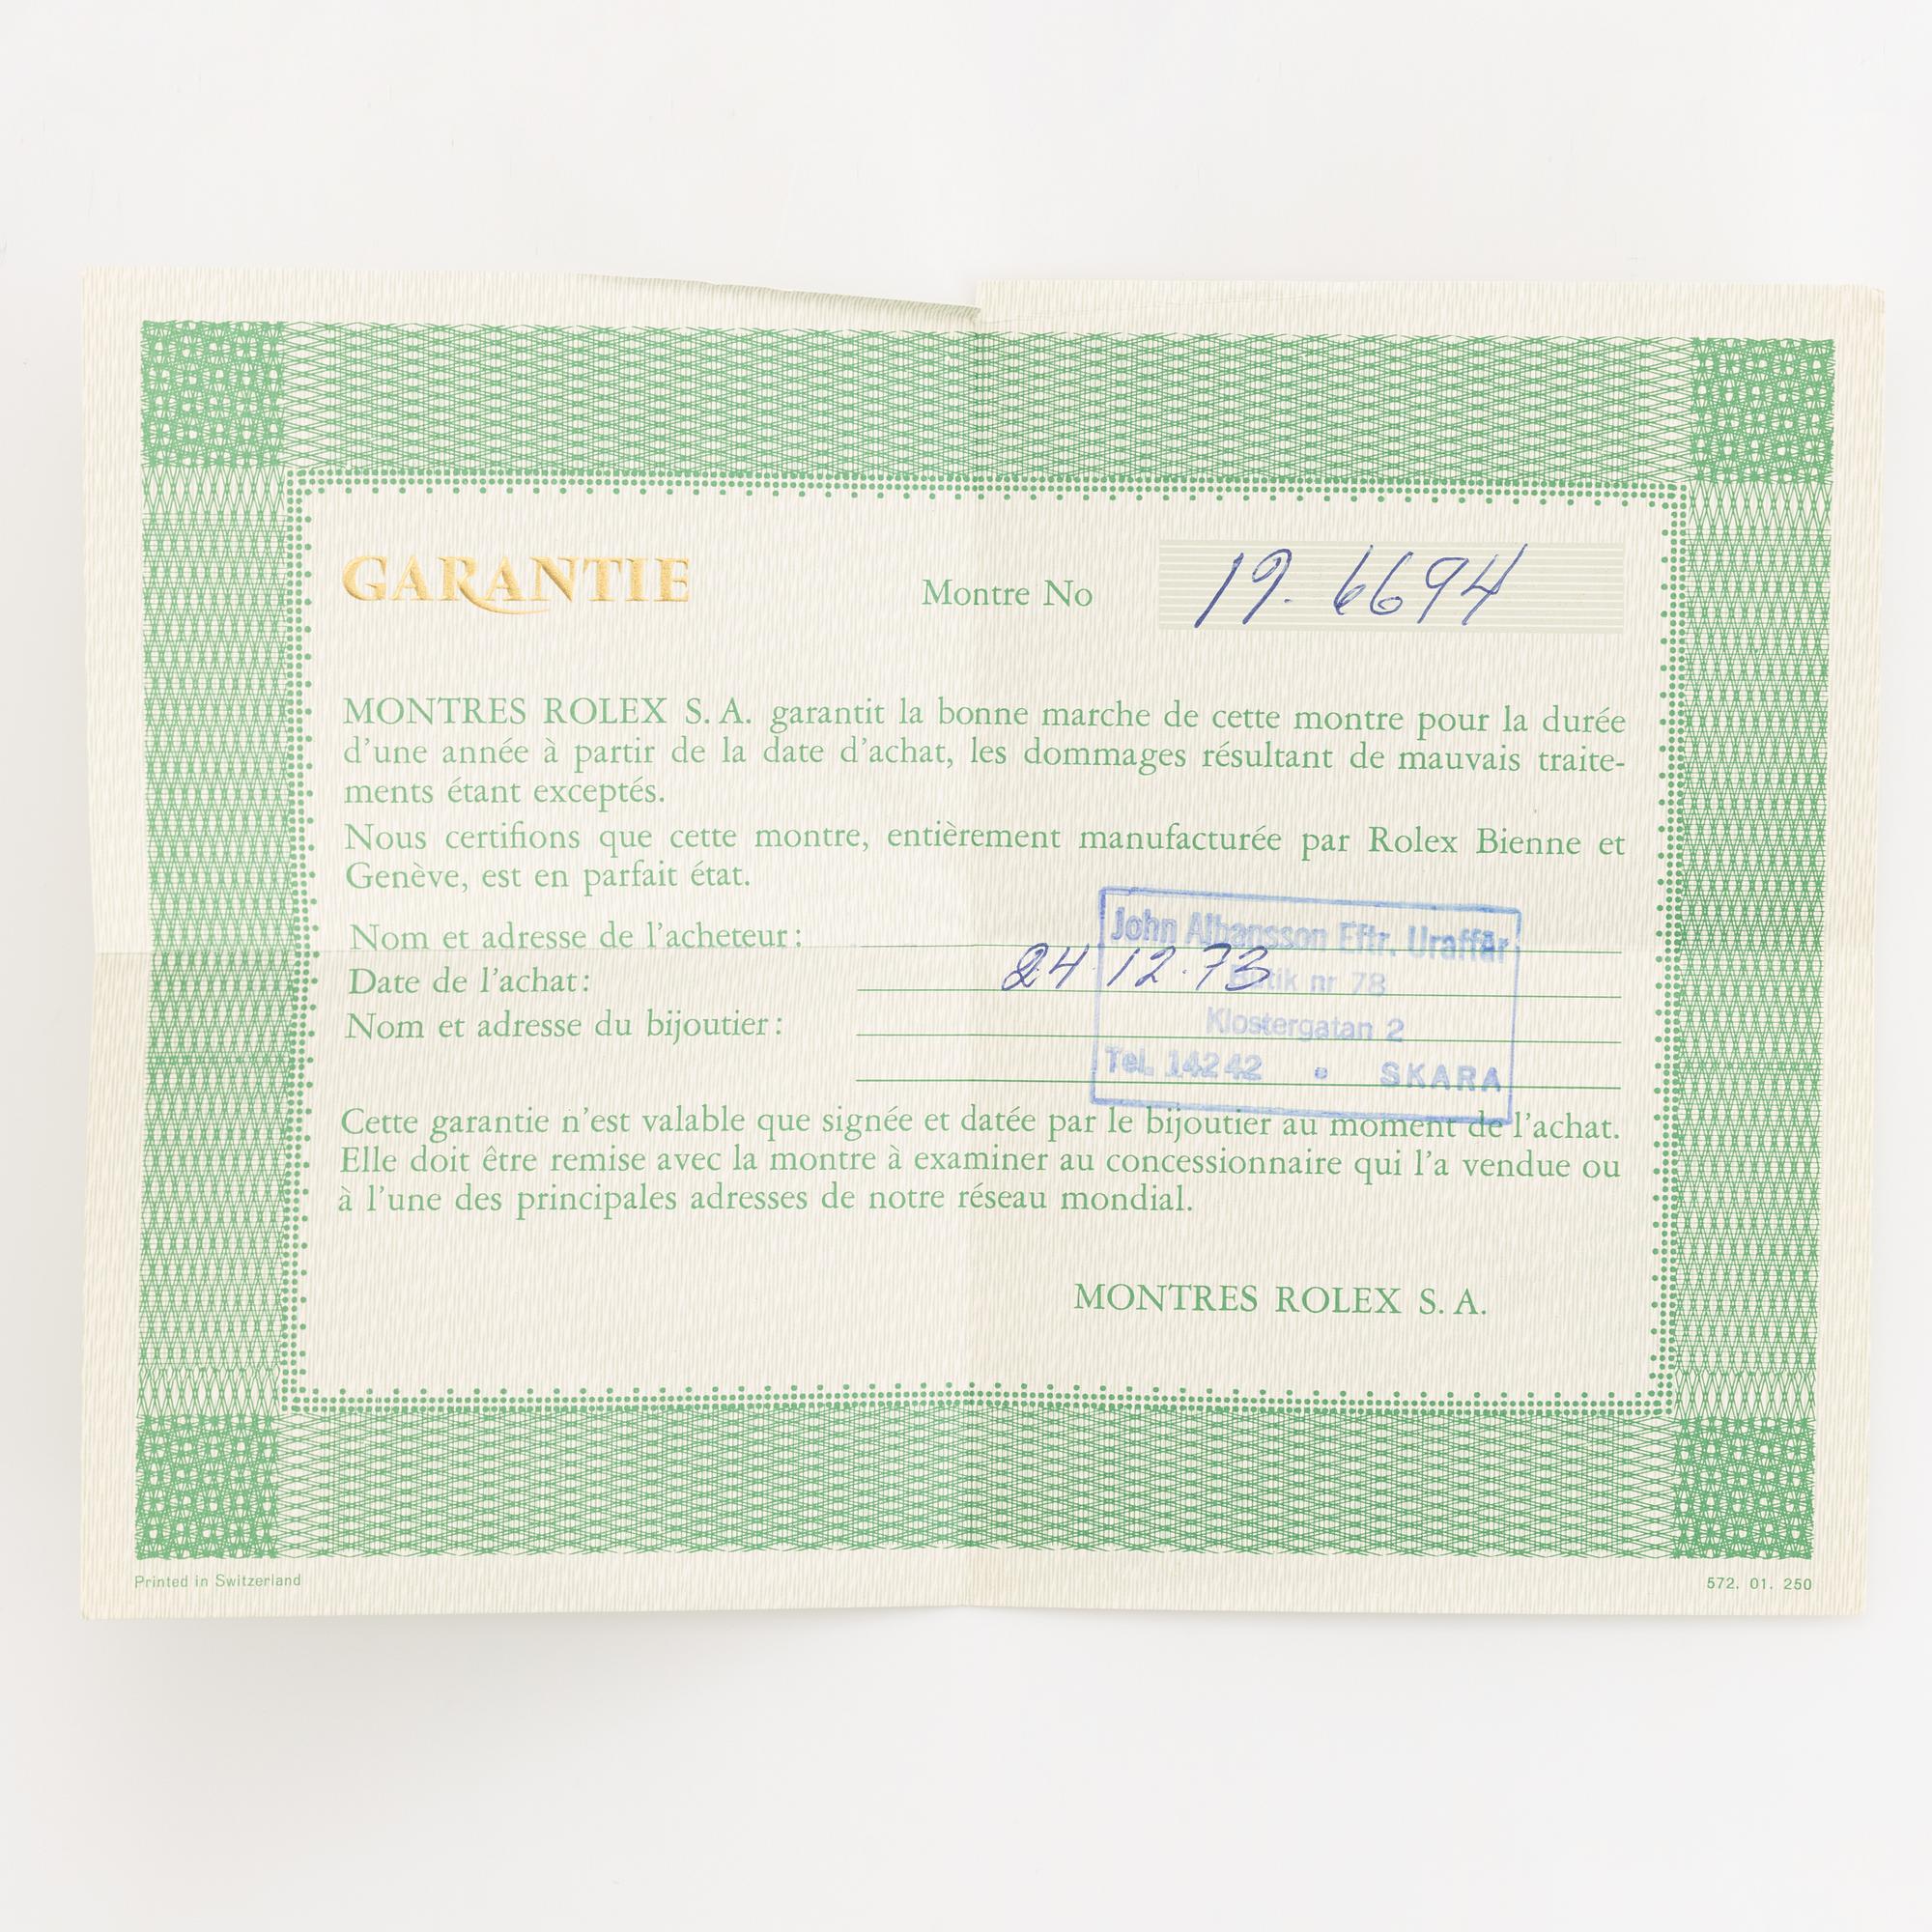 GARANTIE
Montre No 19. 6694
MONTRES ROLEX S. A. garantit la bonne marche de cette montre pour la durée
d'une année à partir de la date d'achat, les dommages résultant de mauvais traite-
ments étant exceptés.
Nous certifions que cette montre, entièrement manufacturée par Rolex Bienne et
Genève, est en parfait état.
Nom et adresse de l'acheteur:
Date de l'achat: 24 12.73
Nom et adresse du bijoutier:
John Albansson Eftr. Uraffär
nr 78
Klostergatan 2
Tel. 14242 • SKARA
Cette garantie n'est valable que signée et datée par le bijoutier au moment de l'achat.
Elle doit être remise avec la montre à examiner au concessionnaire qui l'a vendue ou
à l'une des principales adresses de notre réseau mondial.
MONTRES ROLEX S. A.
Printed in Switzerland
572. 01. 250